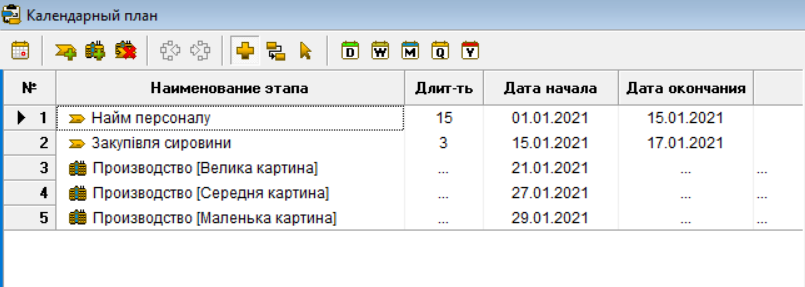 Календарный план
D W M Q Y
№ Наименование этапа Длит-ть Дата начала Дата окончания
1 Найм персоналу 15 01.01.2021 15.01.2021
2 Закупівля сировини 3 15.01.2021 17.01.2021
3 Производство [Велика картина] ... 21.01.2021 ... ...
4 Производство [Середня картина] ... 27.01.2021 ... ...
5 Производство [Маленька картина] ... 29.01.2021 ... ...